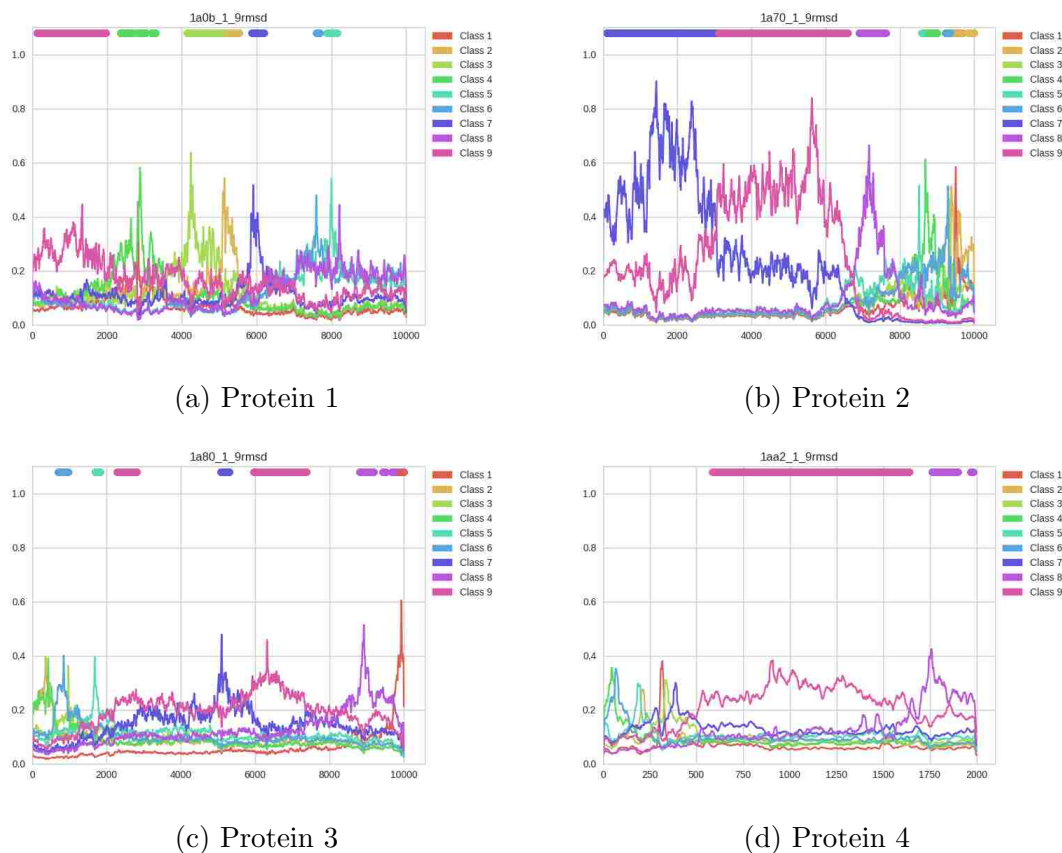 1a0b_1_9rmsd
1.0
0.8
0.6
0.4
0.2
0.0
0
2000
4000
6000
8000
10000
Class 1
Class 2
Class 3
Class 4
Class 5
Class 6
Class 7
Class 8
Class 9
(a) Protein 1
1a70_1_9rmsd
1.0
0.8
0.6
0.4
0.2
0.0
0
2000
4000
6000
8000
10000
Class 1
Class 2
Class 3
Class 4
Class 5
Class 6
Class 7
Class 8
Class 9
(b) Protein 2
1a80_1_9rmsd
1.0
0.8
0.6
0.4
0.2
0.0
0
2000
4000
6000
8000
10000
Class 1
Class 2
Class 3
Class 4
Class 5
Class 6
Class 7
Class 8
Class 9
(c) Protein 3
1aa2_1_9rmsd
1.0
0.8
0.6
0.4
0.2
0.0
0
250
500
750
1000
1250
1500
1750
2000
Class 1
Class 2
Class 3
Class 4
Class 5
Class 6
Class 7
Class 8
Class 9
(d) Protein 4